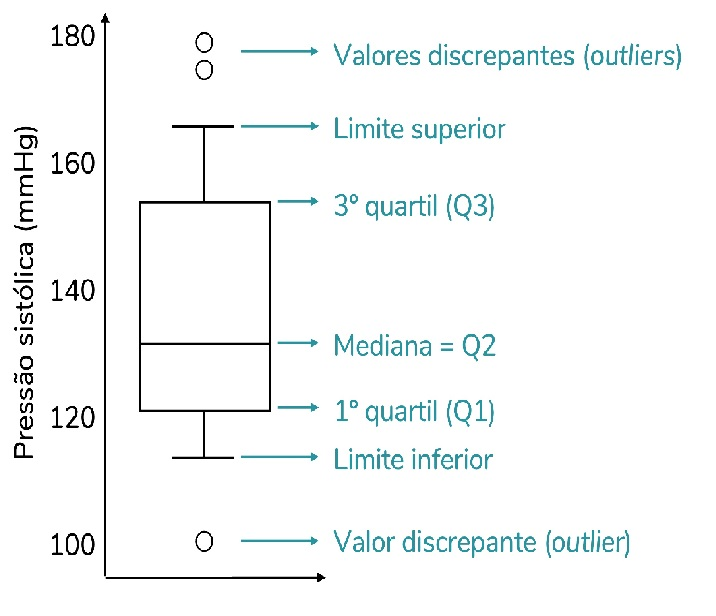 180
Valores discrepantes (outliers)
Limite superior
160
3º quartil (Q3)
140
Mediana = Q2
120
1º quartil (Q1)
Limite inferior
100
Valor discrepante (outlier)
Pressão sistólica (mmHg)